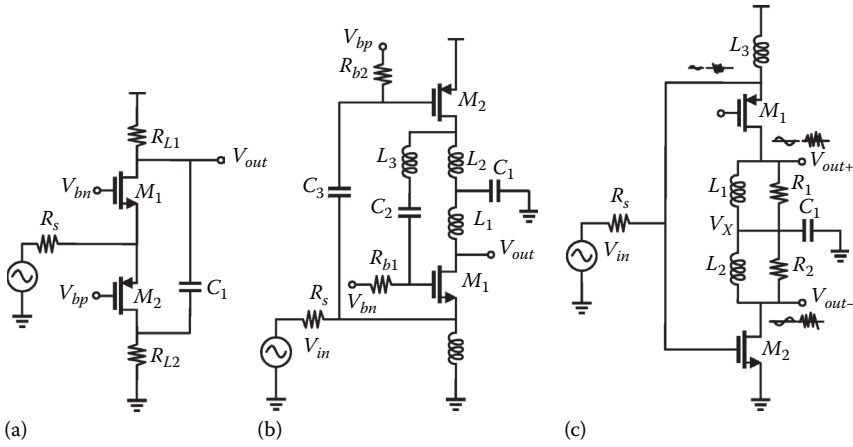 R_L1
V_out
V_bn
M_1
R_s
V_bp
M_2
C_1
R_L2
(a)
V_bp
R_b2
M_2
L_3
L_2
C_1
C_3
C_2
L_1
V_out
R_b1
M_1
V_bn
R_s
V_in
(b)
L_3
M_1
V_out+
L_1
R_1
R_s
V_X
C_1
V_in
L_2
R_2
V_out−
M_2
(c)